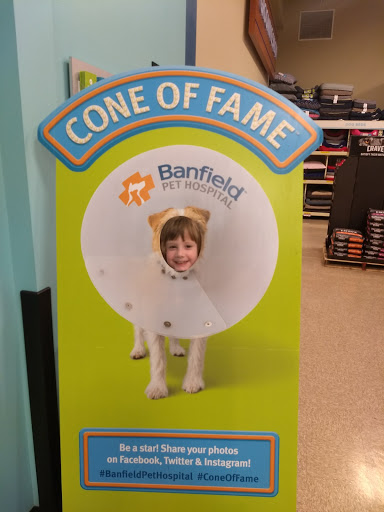 CONE OF FAME
Banfield
PET HOSPITAL
Be a star! Share your photos
on Facebook, Twitter & Instagram!
#BanfieldPetHospital #ConeOfFame